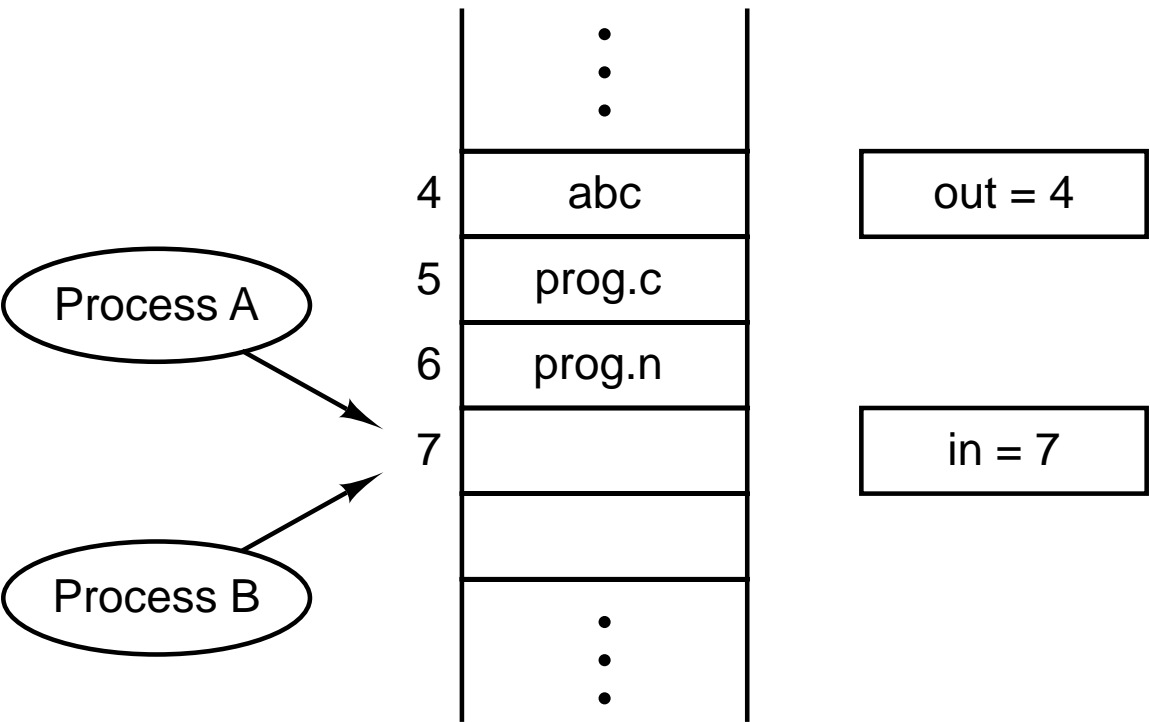 4 abc out = 4
Process A
5 prog.c
6 prog.n
7 in = 7
Process B